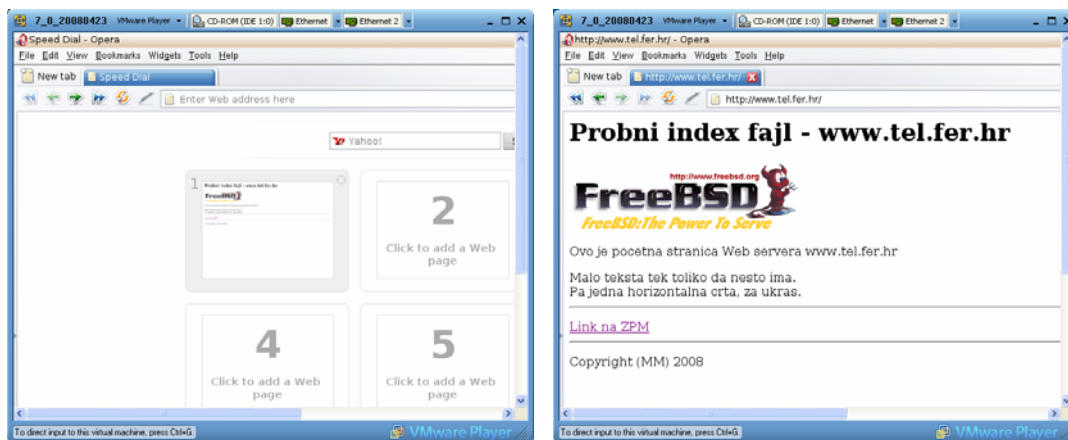 7_0_20080423 VMware Player CD-ROM (IDE 1:0) Ethernet Ethernet 2
Speed Dial - Opera
File Edit View Bookmarks Widgets Tools Help
New tab Speed Dial
Enter Web address here
Yahoo!
1
Probni index fajl - www.tel.fer.hr
FreeBSD
2
Click to add a Web
page
4
Click to add a Web
page
5
Click to add a Web
page
To direct input to this virtual machine, press Ctrl+G.
VMware Player
7_0_20080423 VMware Player CD-ROM (IDE 1:0) Ethernet Ethernet 2
http://www.tel.fer.hr/ - Opera
File Edit View Bookmarks Widgets Tools Help
New tab http://www.tel.fer.hr/
http://www.tel.fer.hr/
Probni index fajl - www.tel.fer.hr
http://www.freebsd.org
FreeBSD
FreeBSD:The Power To Serve
Ovo je pocetna stranica Web servera www.tel.fer.hr
Malo teksta tek toliko da nesto ima.
Pa jedna horizontalna crta, za ukras.
Link na ZPM
Copyright (MM) 2008
To direct input to this virtual machine, press Ctrl+G.
VMware Player